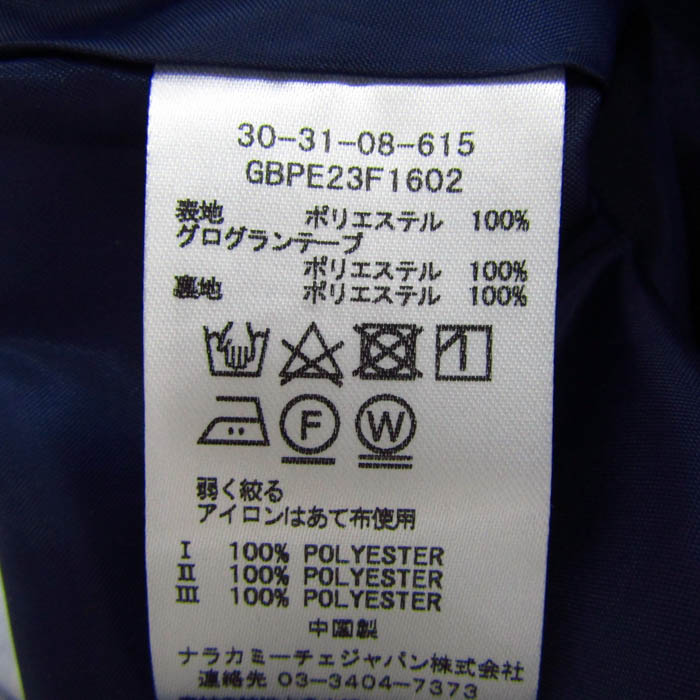 30-31-08-615
GBPE23F1602
表地 ポリエステル 100%
グログランテープ
ポリエステル 100%
裏地 ポリエステル 100%
F W
弱く絞る
アイロンはあて布使用
Ⅰ 100% POLYESTER
Ⅱ 100% POLYESTER
Ⅲ 100% POLYESTER
中国製
ナラカミーチェジャパン株式会社
連絡先 03-3404-7373